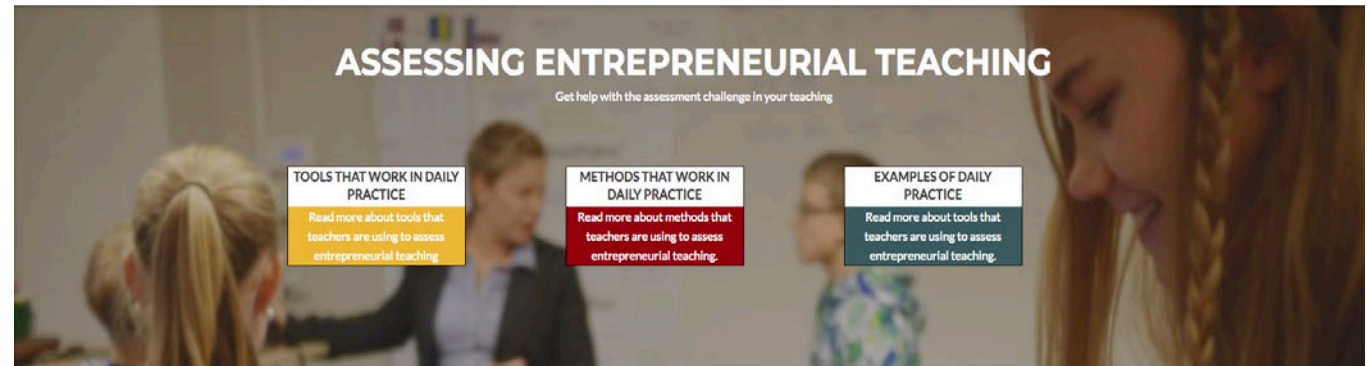 ASSESSING ENTREPRENEURIAL TEACHING
Get help with the assessment challenge in your teaching
TOOLS THAT WORK IN DAILY
PRACTICE
Read more about tools that
teachers are using to assess
entrepreneurial teaching
METHODS THAT WORK IN
DAILY PRACTICE
Read more about methods that
teachers are using to assess
entrepreneurial teaching.
EXAMPLES OF DAILY
PRACTICE
Read more about tools that
teachers are using to assess
entrepreneurial teaching.